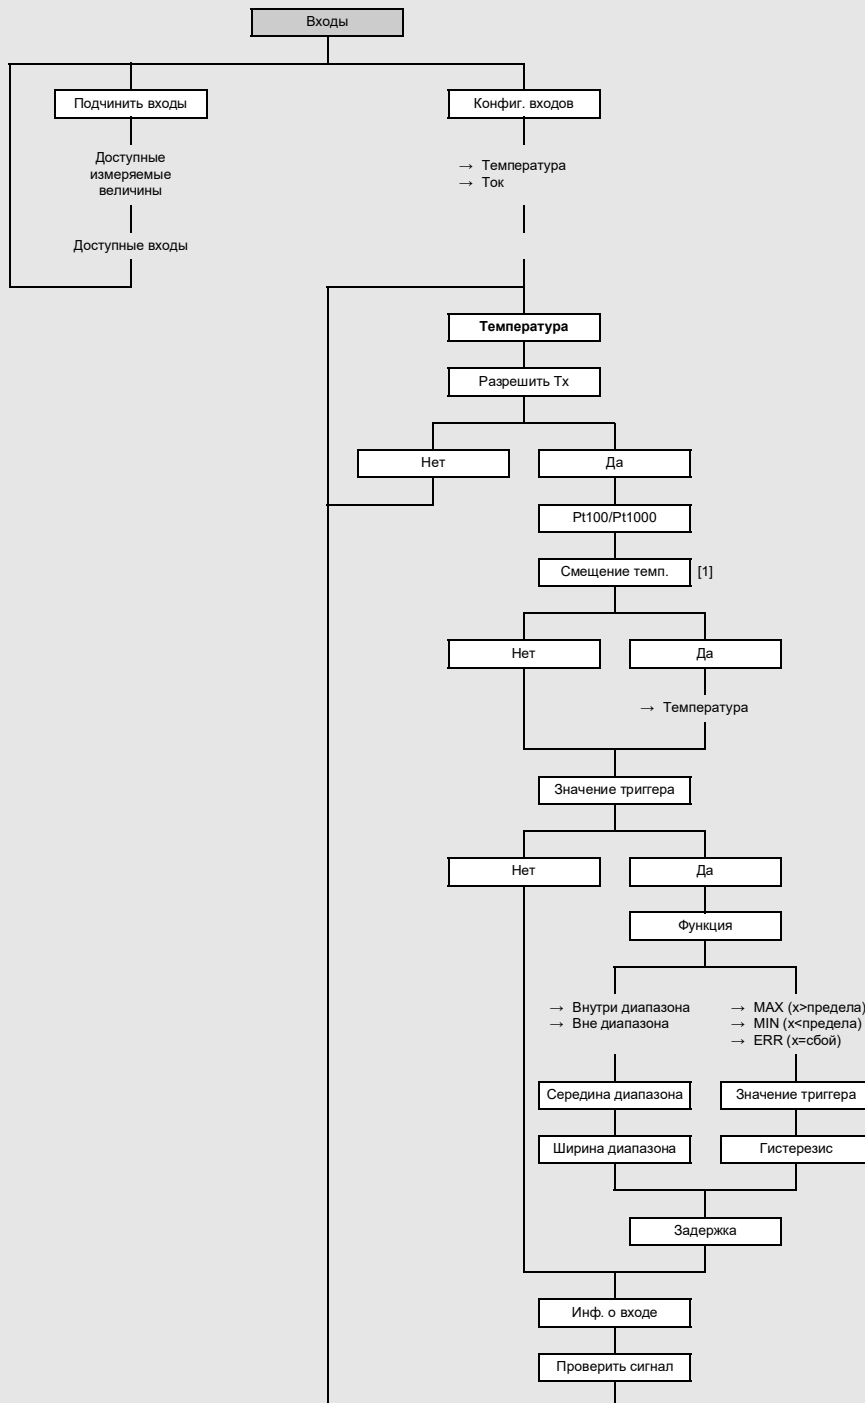 Входы
Подчинить входы
Конфиг. входов
Доступные
измеряемые
величины
→ Температура
→ Ток
Доступные входы
Температура
Разрешить Tx
Нет
Да
Pt100/Pt1000
Смещение темп. [1]
Нет
Да
→ Температура
Значение триггера
Нет
Да
Функция
→ Внутри диапазона
→ Вне диапазона
→ MAX (x>предела)
→ MIN (x<предела)
→ ERR (x=сбой)
Середина диапазона
Значение триггера
Ширина диапазона
Гистерезис
Задержка
Инф. о входе
Проверить сигнал